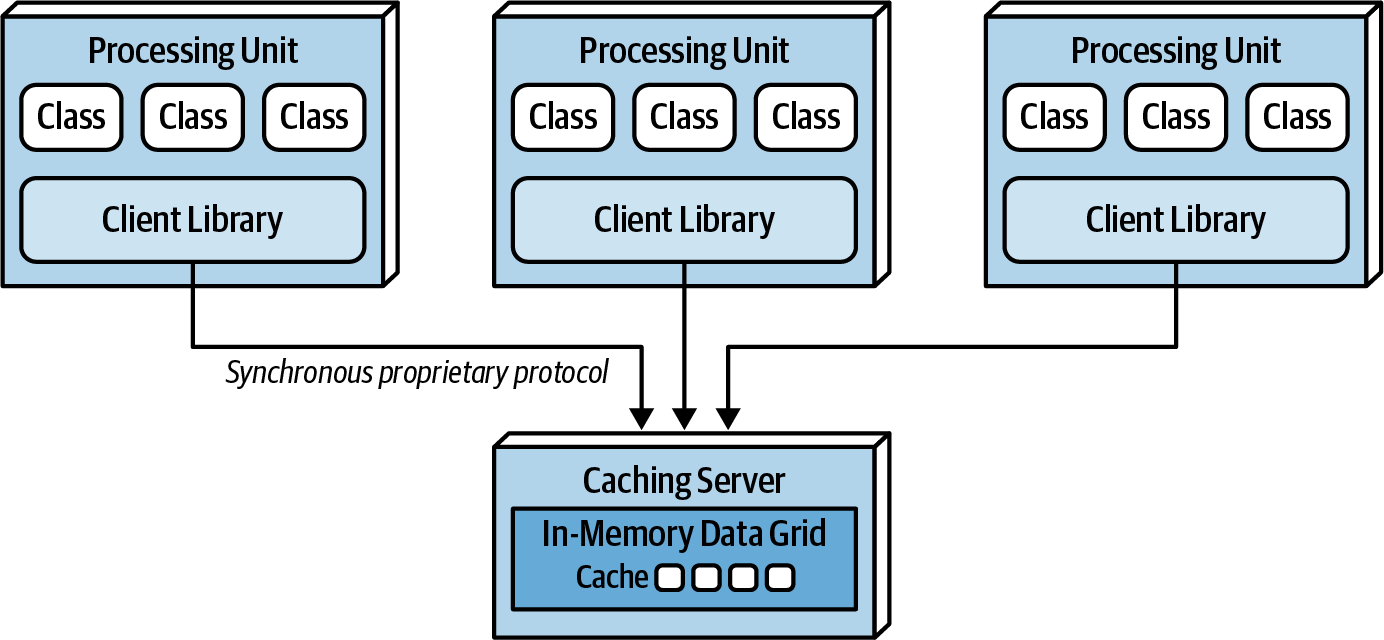 Processing Unit
Class Class Class
Client Library
Processing Unit
Class Class Class
Client Library
Processing Unit
Class Class Class
Client Library
Synchronous proprietary protocol
Caching Server
In-Memory Data Grid
Cache